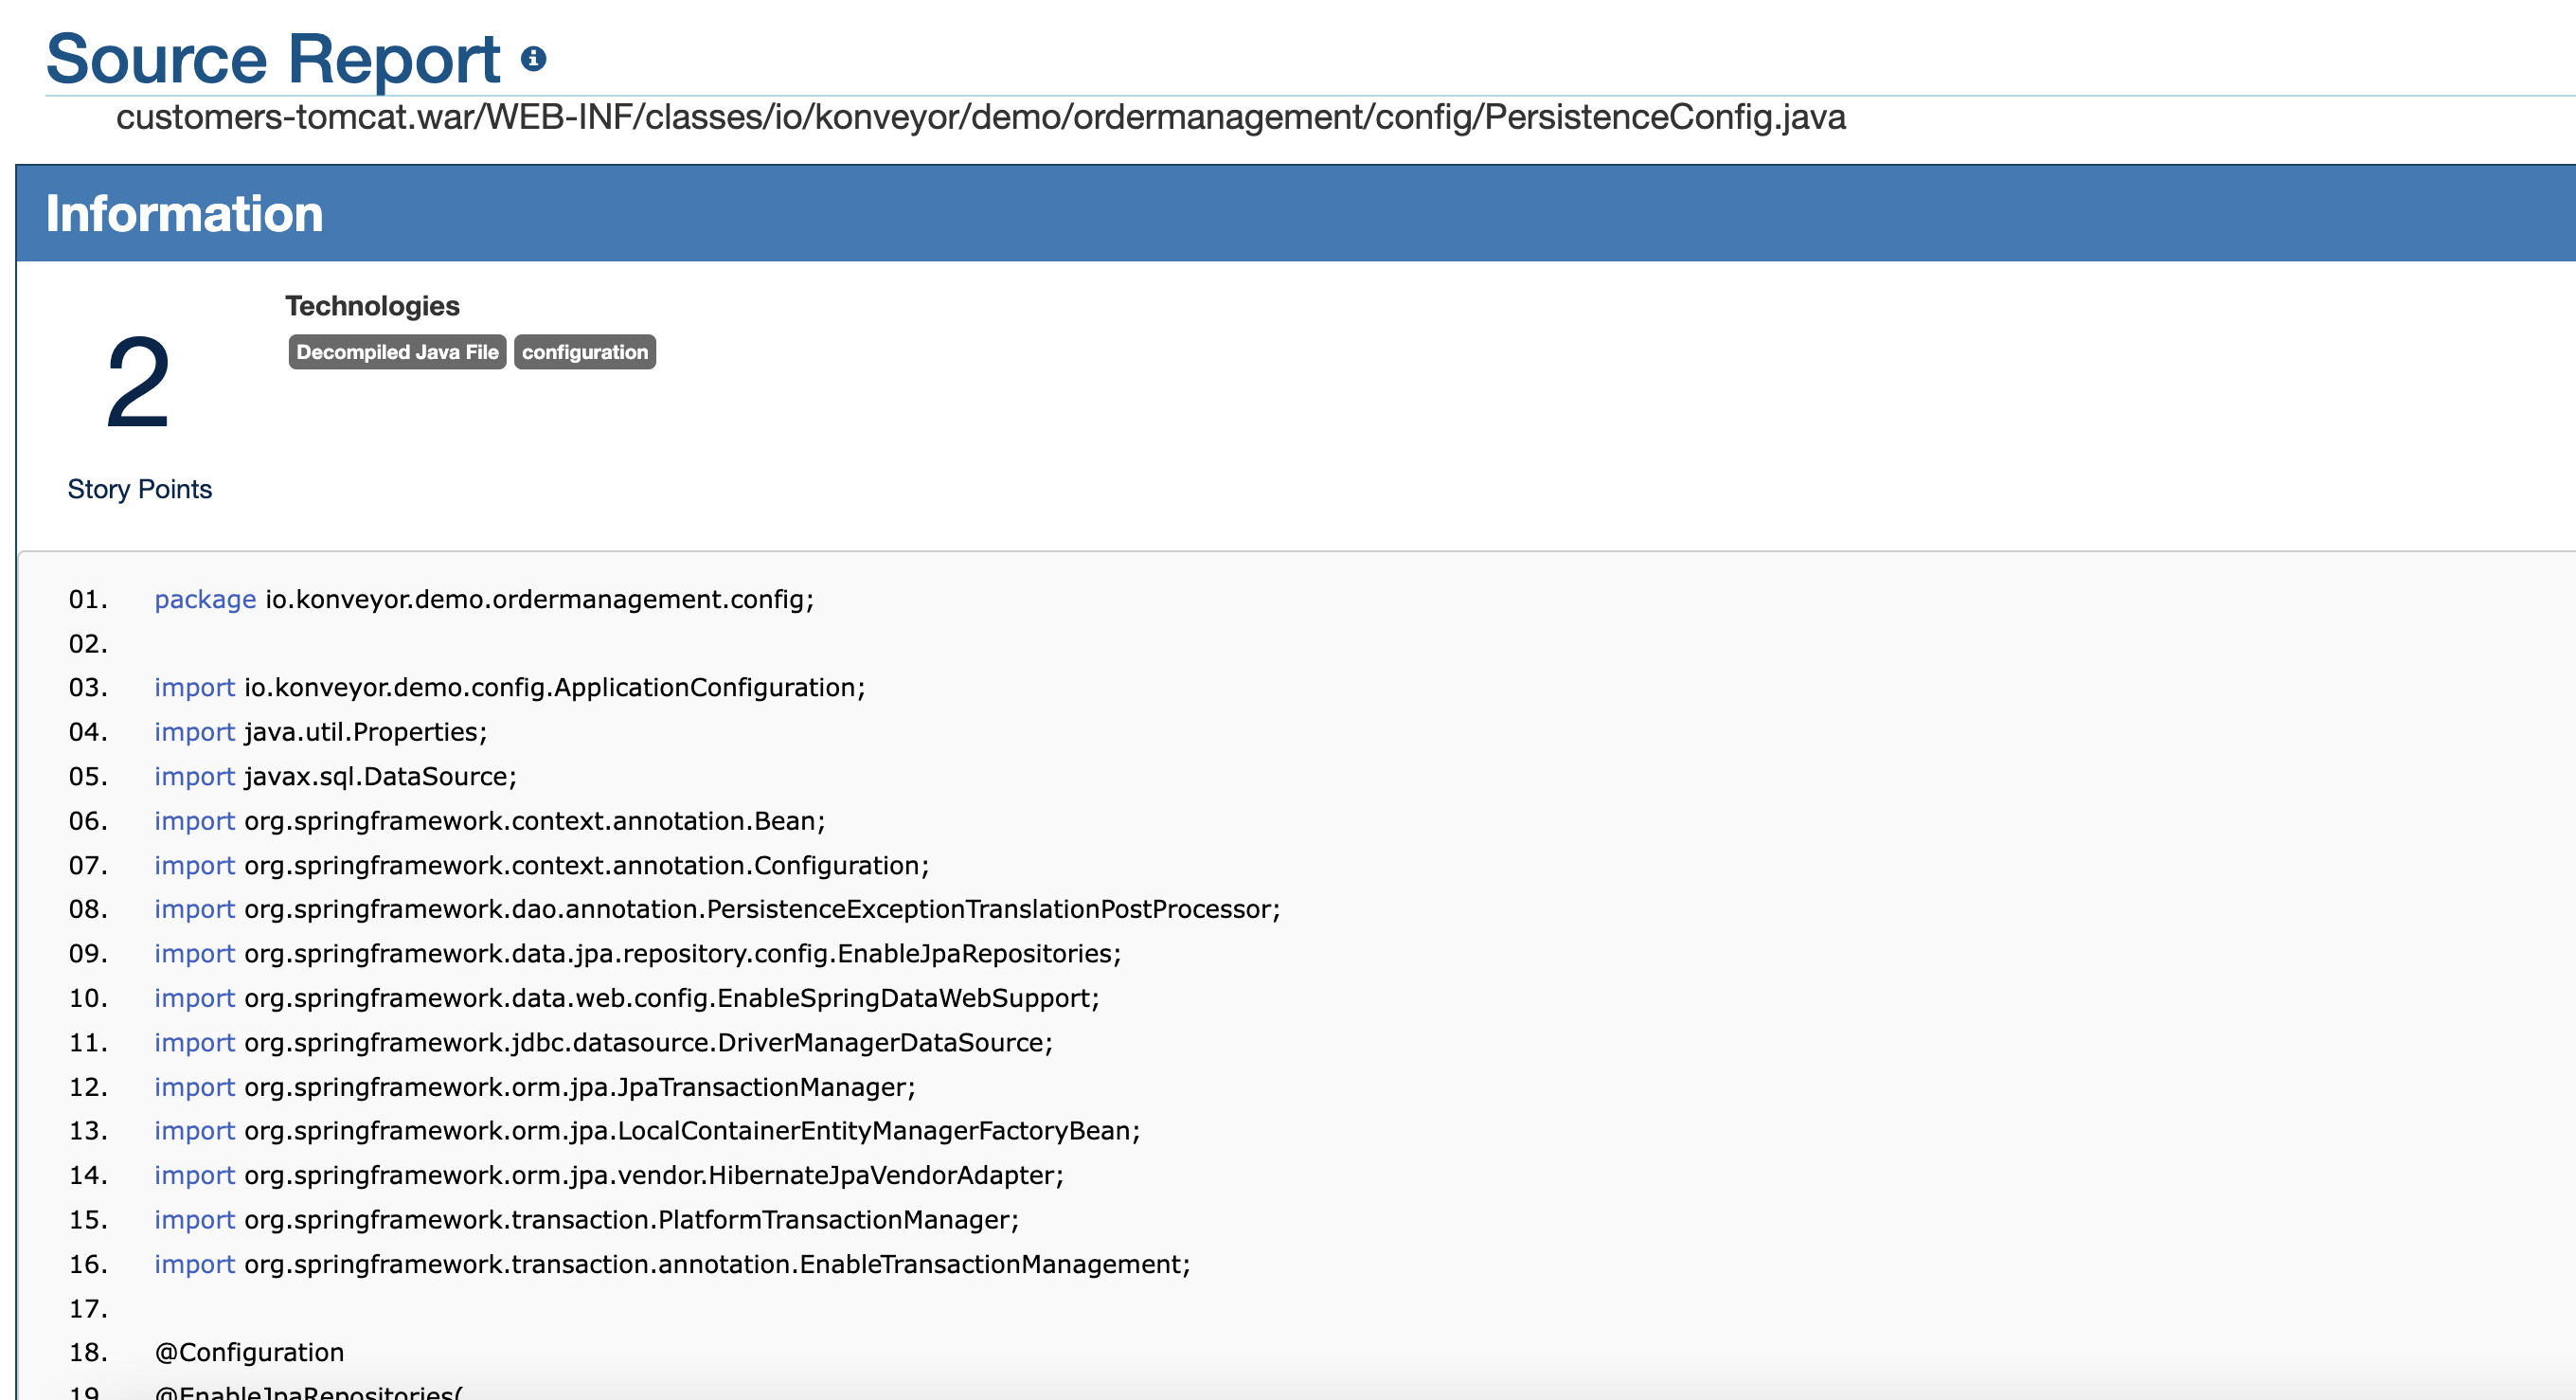 Source Report
customers-tomcat.war/WEB-INF/classes/io/konveyor/demo/ordermanagement/config/PersistenceConfig.java
Information
2
Story Points
Technologies
Decompiled Java File configuration
01. package io.konveyor.demo.ordermanagement.config;
02.
03. import io.konveyor.demo.config.ApplicationConfiguration;
04. import java.util.Properties;
05. import javax.sql.DataSource;
06. import org.springframework.context.annotation.Bean;
07. import org.springframework.context.annotation.Configuration;
08. import org.springframework.dao.annotation.PersistenceExceptionTranslationPostProcessor;
09. import org.springframework.data.jpa.repository.config.EnableJpaRepositories;
10. import org.springframework.data.web.config.EnableSpringDataWebSupport;
11. import org.springframework.jdbc.datasource.DriverManagerDataSource;
12. import org.springframework.orm.jpa.JpaTransactionManager;
13. import org.springframework.orm.jpa.LocalContainerEntityManagerFactoryBean;
14. import org.springframework.orm.jpa.vendor.HibernateJpaVendorAdapter;
15. import org.springframework.transaction.PlatformTransactionManager;
16. import org.springframework.transaction.annotation.EnableTransactionManagement;
17.
18. @Configuration
19. @EnableJpaRepositories(